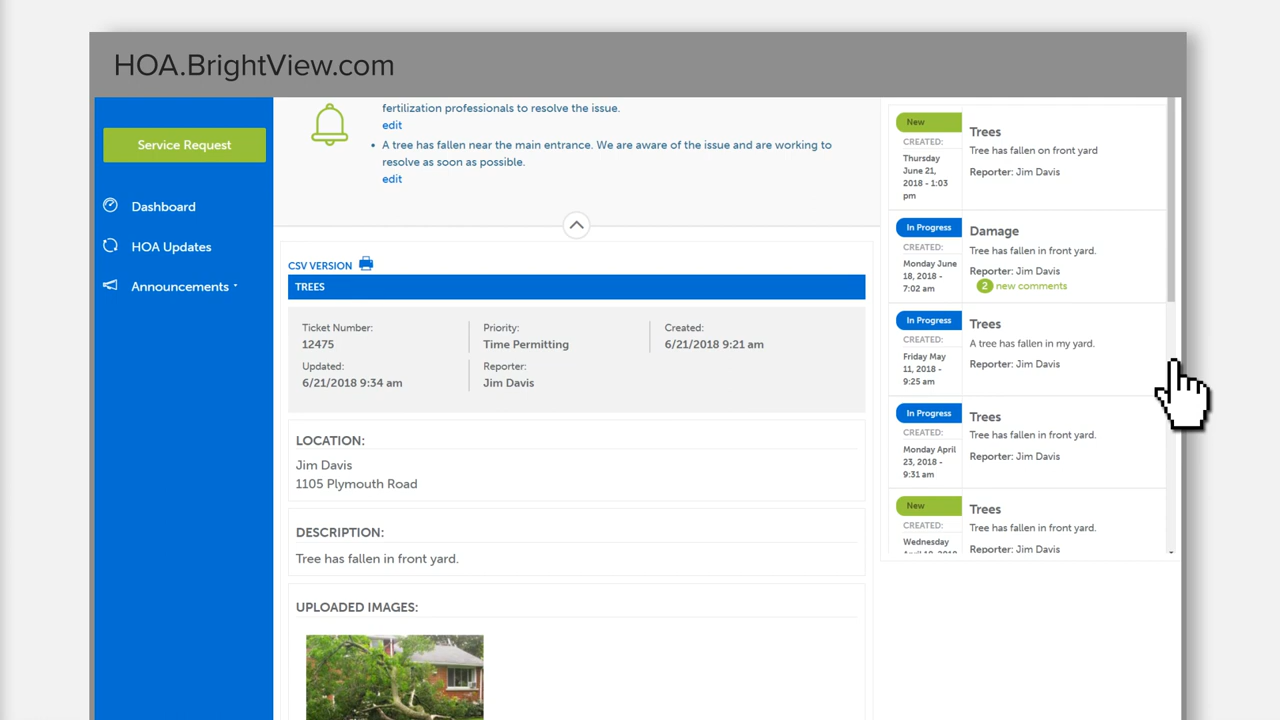 HOA.BrightView.com
Service Request
Dashboard
HOA Updates
Announcements
fertilization professionals to resolve the issue.
edit
• A tree has fallen near the main entrance. We are aware of the issue and are working to
resolve as soon as possible.
edit
CSV VERSION
TREES
Ticket Number:
12475
Priority:
Time Permitting
Created:
6/21/2018 9:21 am
Updated:
6/21/2018 9:34 am
Reporter:
Jim Davis
LOCATION:
Jim Davis
1105 Plymouth Road
DESCRIPTION:
Tree has fallen in front yard.
UPLOADED IMAGES:
New
CREATED:
Thursday
June 21,
2018 - 1:03
pm
Trees
Tree has fallen on front yard
Reporter: Jim Davis
In Progress
CREATED:
Monday June
18, 2018 -
7:02 am
Damage
Tree has fallen in front yard.
Reporter: Jim Davis
2 new comments
In Progress
CREATED:
Friday May
11, 2018 -
9:25 am
Trees
A tree has fallen in my yard.
Reporter: Jim Davis
In Progress
CREATED:
Monday April
23, 2018 -
9:31 am
Trees
Tree has fallen in front yard.
Reporter: Jim Davis
New
CREATED:
Wednesday
Trees
Tree has fallen in front yard.
Reporter: Jim Davis